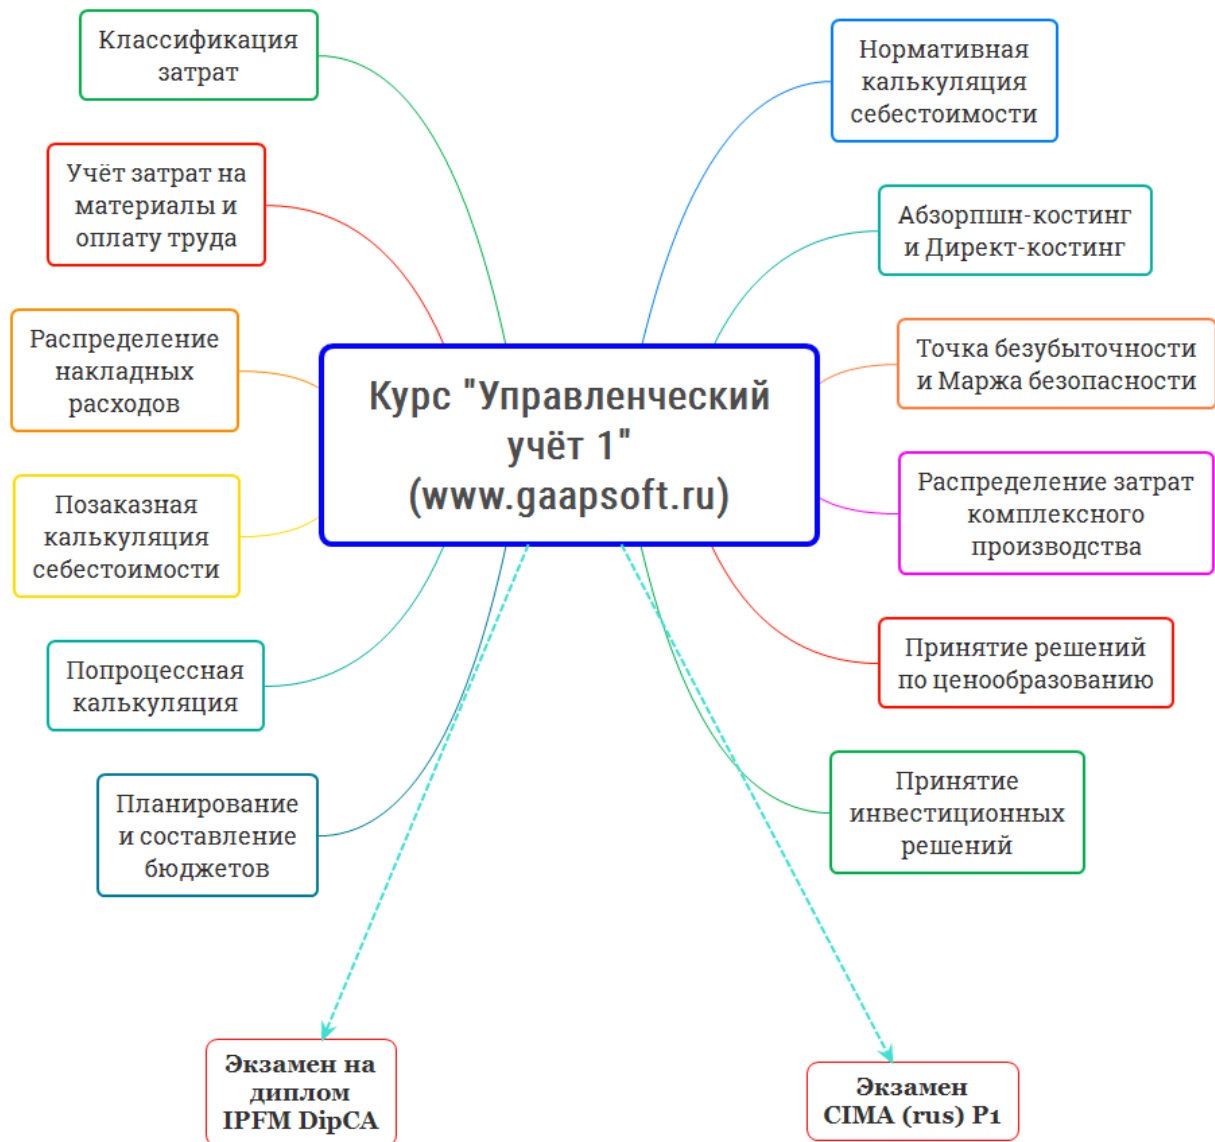 Классификация
затрат
Учёт затрат на
материалы и
оплату труда
Распределение
накладных
расходов
Позаказная
калькуляция
себестоимости
Попроцессная
калькуляция
Планирование
и составление
бюджетов
Курс "Управленческий
учёт 1"
(www.gaapsoft.ru)
Нормативная
калькуляция
себестоимости
Абзорпшн-костинг
и Директ-костинг
Точка безубыточности
и Маржа безопасности
Распределение затрат
комплексного
производства
Принятие решений
по ценообразованию
Принятие
инвестиционных
решений
Экзамен на
диплом
IPFM DipCA
Экзамен
CIMA (rus) P1